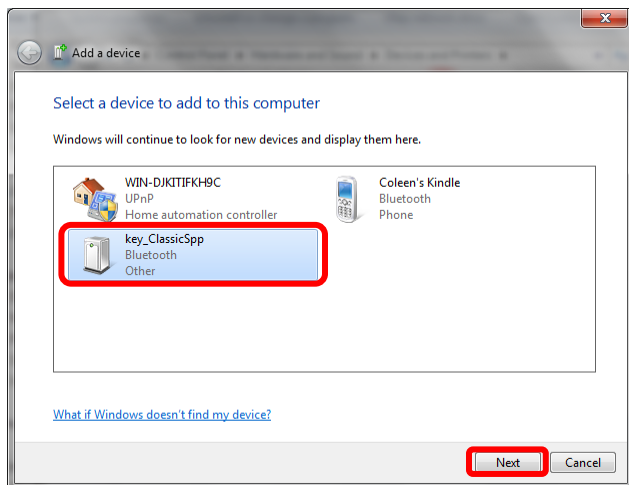 Add a device
Select a device to add to this computer
Windows will continue to look for new devices and display them here.
WIN-DJKITIFKH9C
UPnP
Home automation controller
Coleen's Kindle
Bluetooth
Phone
key_ClassicSpp
Bluetooth
Other
What if Windows doesn't find my device?
Next
Cancel